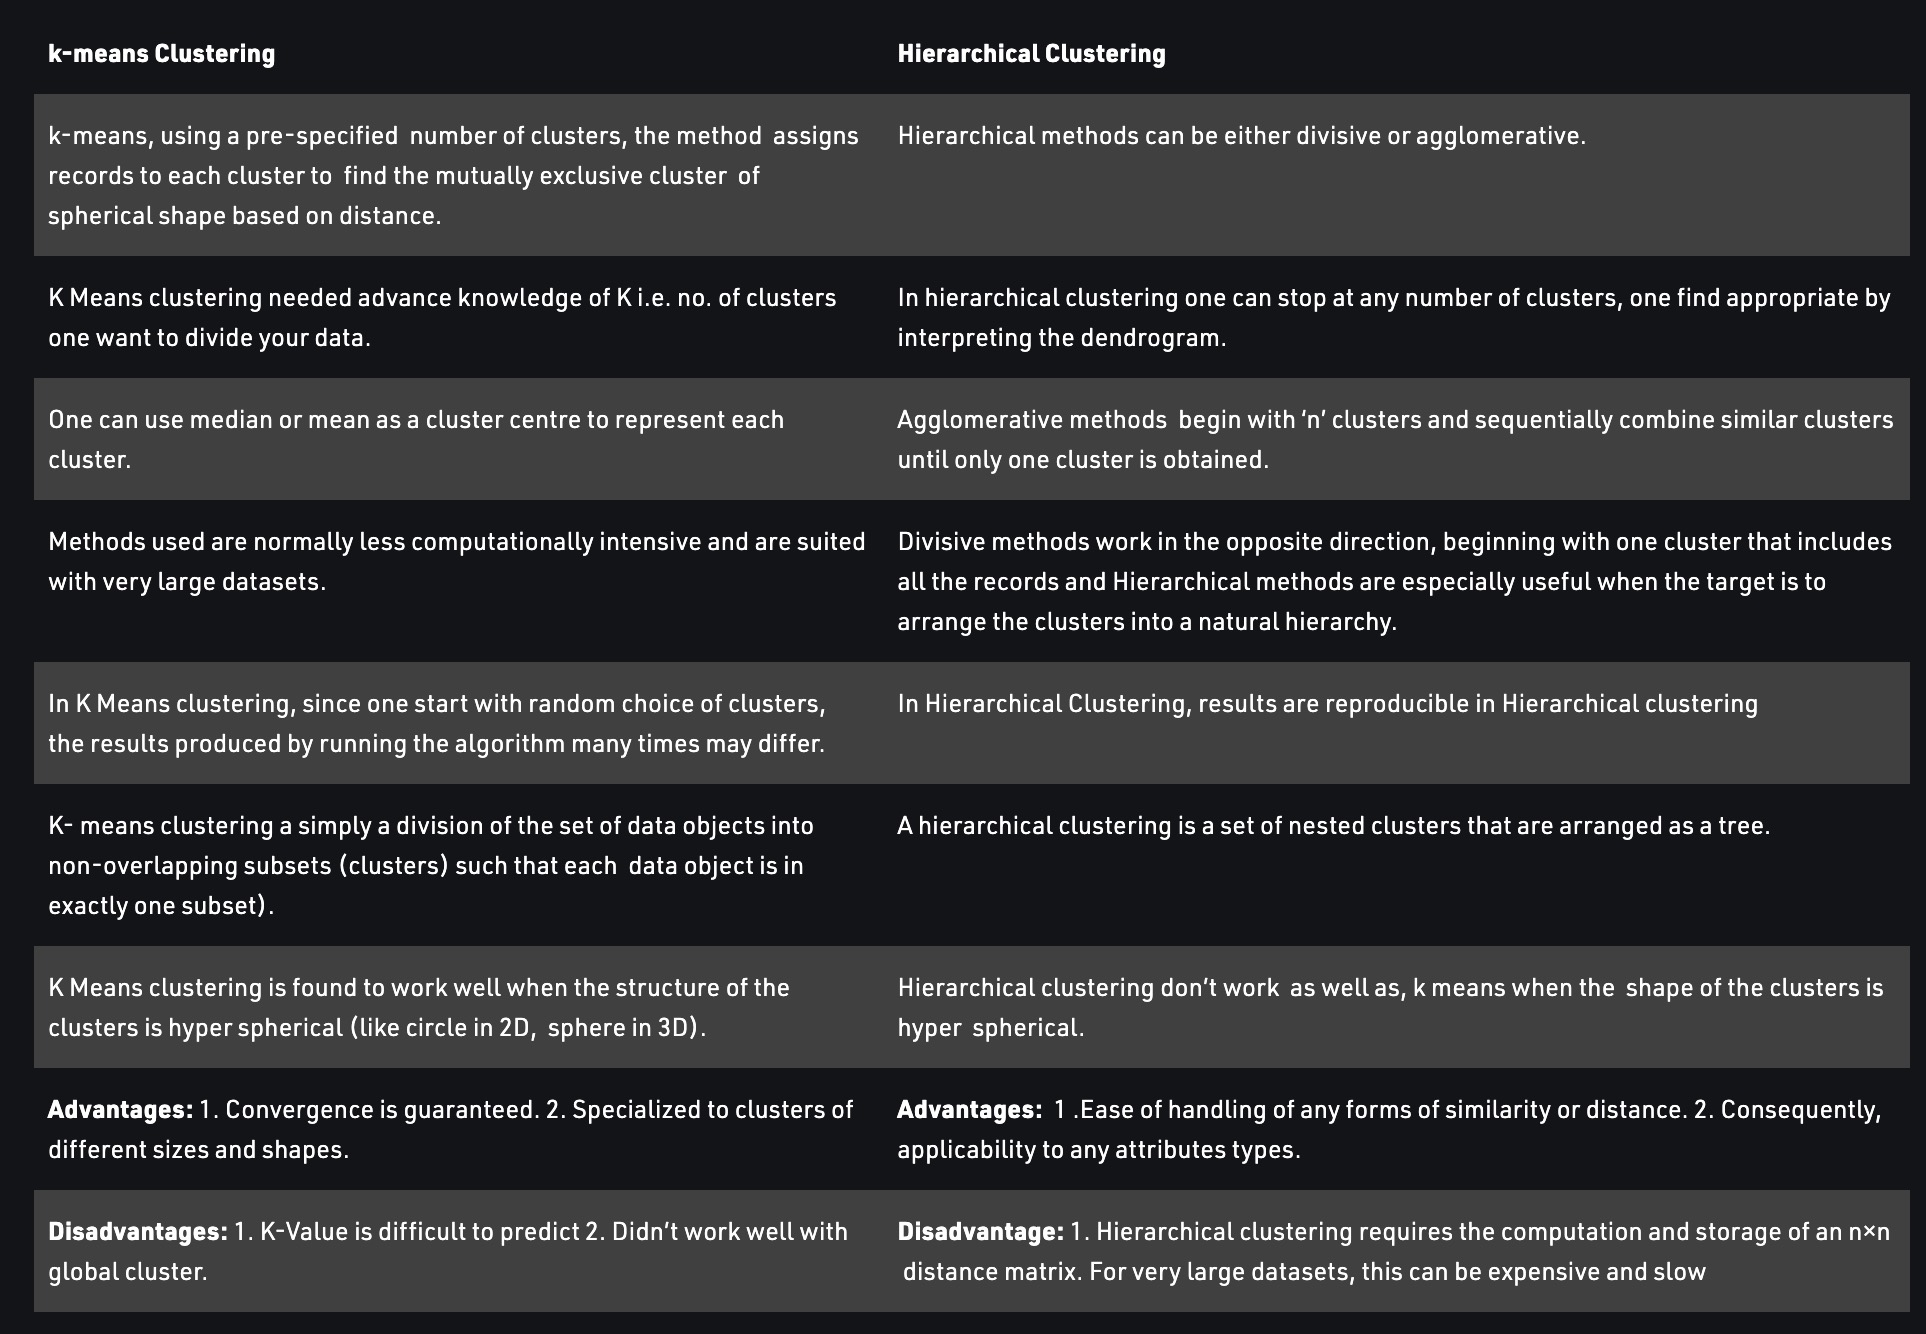 k-means Clustering
Hierarchical Clustering
k-means, using a pre-specified  number of clusters, the method  assigns
records to each cluster to  find the mutually exclusive cluster  of
spherical shape based on distance.
Hierarchical methods can be either divisive or agglomerative.
K Means clustering needed advance knowledge of K i.e. no. of clusters
one want to divide your data.
In hierarchical clustering one can stop at any number of clusters, one find appropriate by
interpreting the dendrogram.
One can use median or mean as a cluster centre to represent each
cluster.
Agglomerative methods  begin with ‘n’ clusters and sequentially combine similar clusters
until only one cluster is obtained.
Methods used are normally less computationally intensive and are suited
with very large datasets.
Divisive methods work in the opposite direction, beginning with one cluster that includes
all the records and Hierarchical methods are especially useful when the target is to
arrange the clusters into a natural hierarchy.
In K Means clustering, since one start with random choice of clusters,
the results produced by running the algorithm many times may differ.
In Hierarchical Clustering, results are reproducible in Hierarchical clustering
K- means clustering a simply a division of the set of data objects into
non-overlapping subsets (clusters) such that each  data object is in
exactly one subset).
A hierarchical clustering is a set of nested clusters that are arranged as a tree.
K Means clustering is found to work well when the structure of the
clusters is hyper spherical (like circle in 2D,  sphere in 3D).
Hierarchical clustering don’t work  as well as, k means when the  shape of the clusters is
hyper  spherical.
Advantages: 1. Convergence is guaranteed. 2. Specialized to clusters of
different sizes and shapes.
Advantages:  1 .Ease of handling of any forms of similarity or distance. 2. Consequently,
applicability to any attributes types.
Disadvantages: 1. K-Value is difficult to predict 2. Didn’t work well with
global cluster.
Disadvantage: 1. Hierarchical clustering requires the computation and storage of an n×n
distance matrix. For very large datasets, this can be expensive and slow